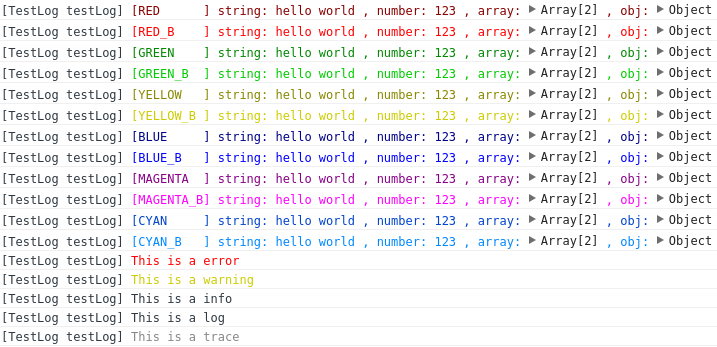 [TestLog testLog] [RED      ] string: hello world , number: 123 , array: ▶ Array[2] , obj: ▶ Object
[TestLog testLog] [RED_B    ] string: hello world , number: 123 , array: ▶ Array[2] , obj: ▶ Object
[TestLog testLog] [GREEN    ] string: hello world , number: 123 , array: ▶ Array[2] , obj: ▶ Object
[TestLog testLog] [GREEN_B  ] string: hello world , number: 123 , array: ▶ Array[2] , obj: ▶ Object
[TestLog testLog] [YELLOW   ] string: hello world , number: 123 , array: ▶ Array[2] , obj: ▶ Object
[TestLog testLog] [YELLOW_B ] string: hello world , number: 123 , array: ▶ Array[2] , obj: ▶ Object
[TestLog testLog] [BLUE     ] string: hello world , number: 123 , array: ▶ Array[2] , obj: ▶ Object
[TestLog testLog] [BLUE_B   ] string: hello world , number: 123 , array: ▶ Array[2] , obj: ▶ Object
[TestLog testLog] [MAGENTA  ] string: hello world , number: 123 , array: ▶ Array[2] , obj: ▶ Object
[TestLog testLog] [MAGENTA_B] string: hello world , number: 123 , array: ▶ Array[2] , obj: ▶ Object
[TestLog testLog] [CYAN     ] string: hello world , number: 123 , array: ▶ Array[2] , obj: ▶ Object
[TestLog testLog] [CYAN_B   ] string: hello world , number: 123 , array: ▶ Array[2] , obj: ▶ Object
[TestLog testLog] This is a error
[TestLog testLog] This is a warning
[TestLog testLog] This is a info
[TestLog testLog] This is a log
[TestLog testLog] This is a trace